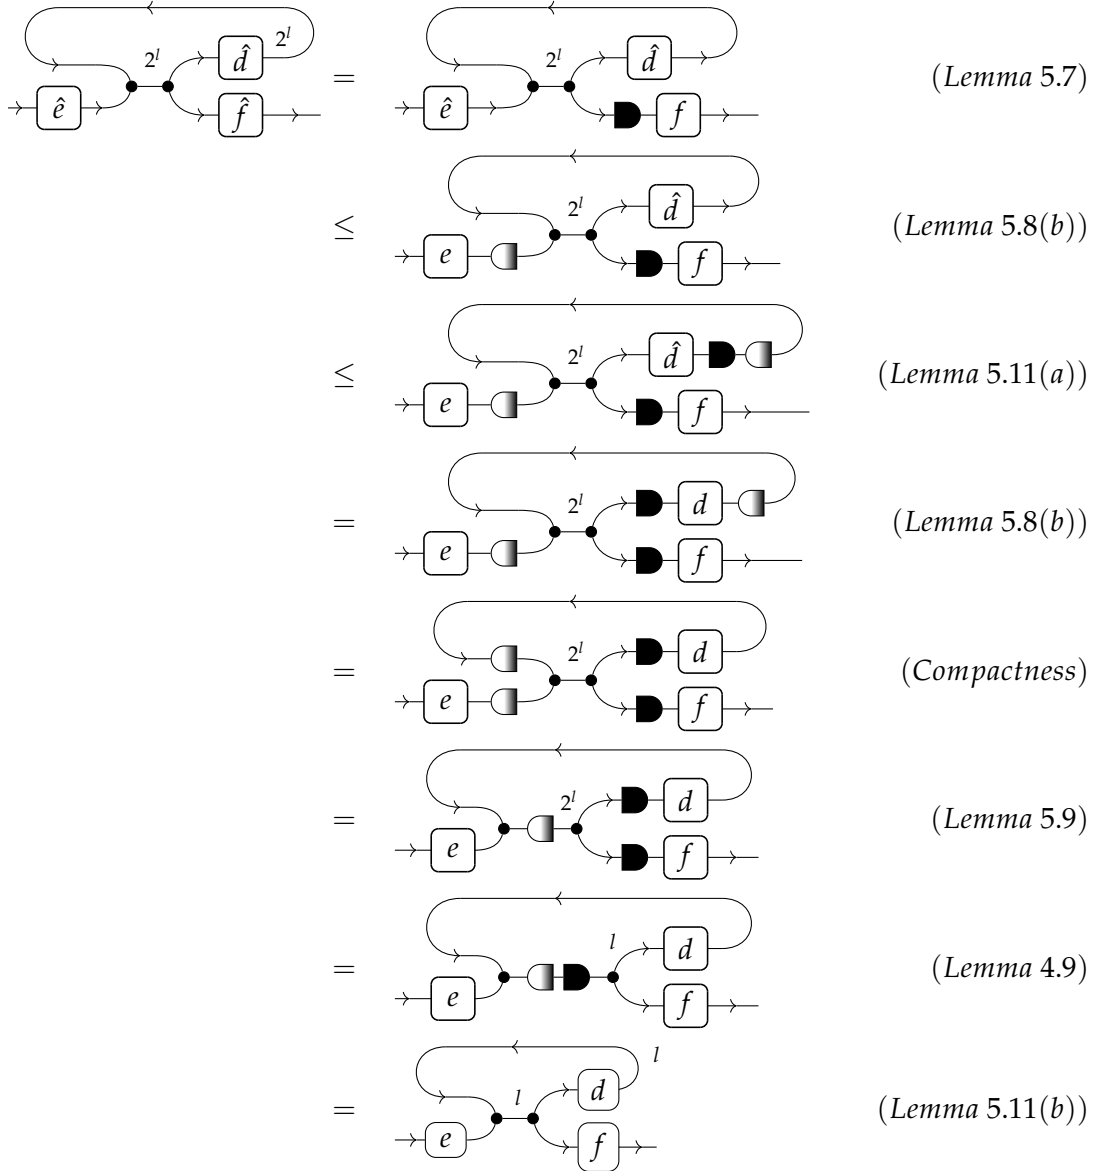 2^l d̂ 2^l = 2^l d̂ (Lemma 5.7)
ê f̂ ê f
≤ 2^l d̂ (Lemma 5.8(b))
e f
≤ 2^l d̂ (Lemma 5.11(a))
e f
= 2^l d (Lemma 5.8(b))
e f
= 2^l d (Compactness)
e f
= 2^l d (Lemma 5.9)
e f
= l d (Lemma 4.9)
e f
= l d l (Lemma 5.11(b))
e f